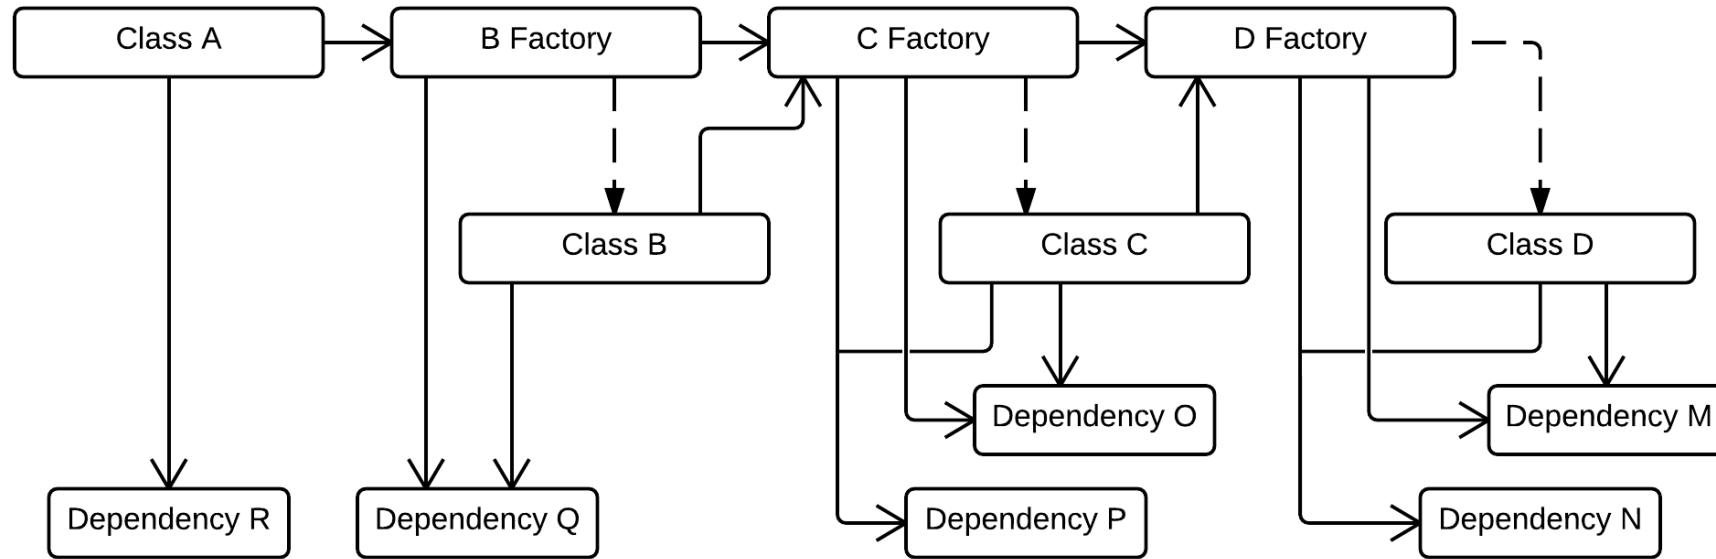 Class A
B Factory
C Factory
D Factory
Class B
Class C
Class D
Dependency O
Dependency M
Dependency R
Dependency Q
Dependency P
Dependency N